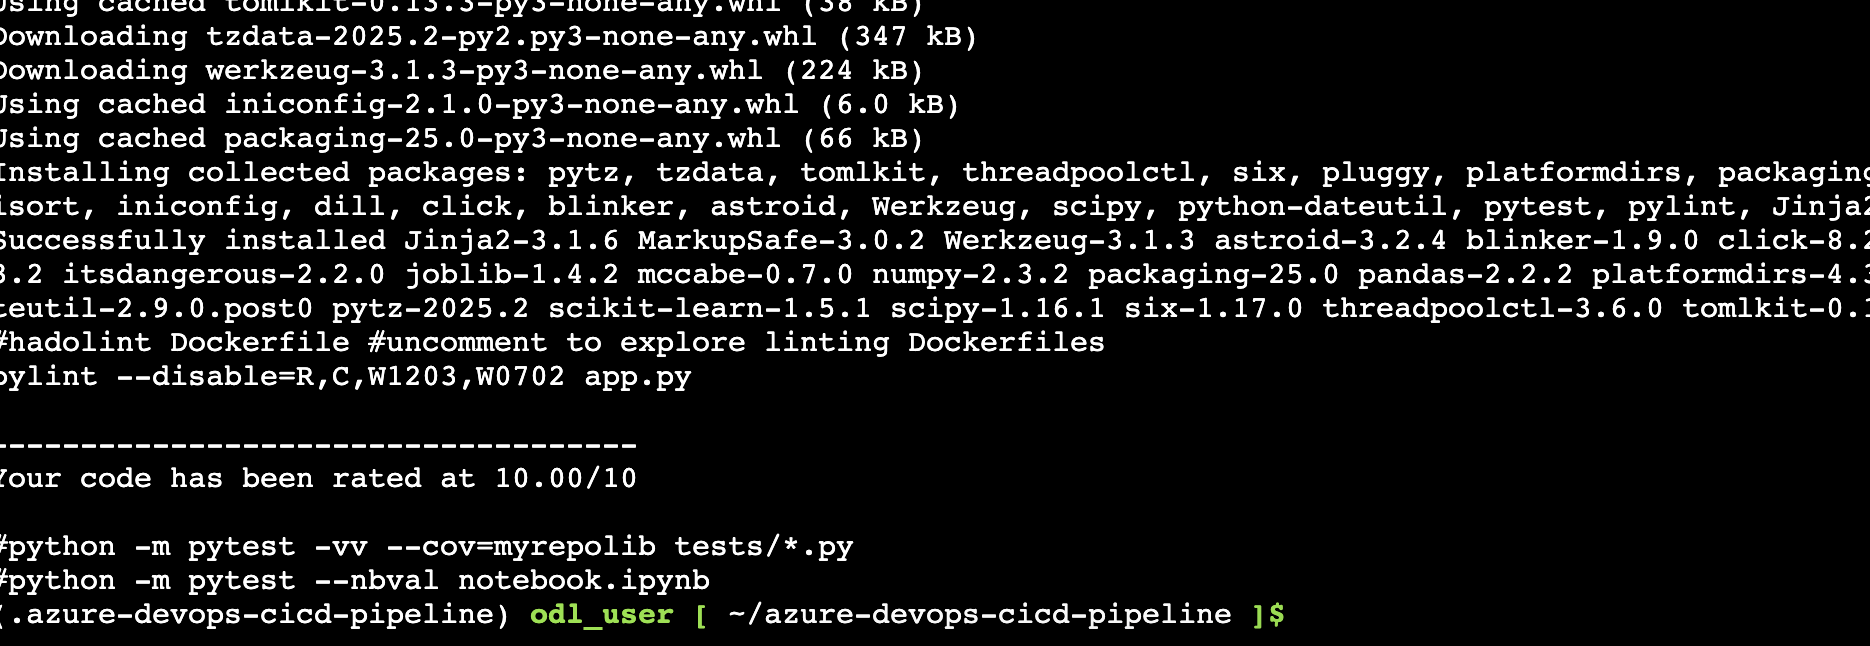 Using cached tomlkit-0.13.3-py3-none-any.whl (38 kB)
Downloading tzdata-2025.2-py2.py3-none-any.whl (347 kB)
Downloading werkzeug-3.1.3-py3-none-any.whl (224 kB)
Using cached iniconfig-2.1.0-py3-none-any.whl (6.0 kB)
Using cached packaging-25.0-py3-none-any.whl (66 kB)
Installing collected packages: pytz, tzdata, tomlkit, threadpoolctl, six, pluggy, platformdirs, packaging
isort, iniconfig, dill, click, blinker, astroid, Werkzeug, scipy, python-dateutil, pytest, pylint, Jinja2
Successfully installed Jinja2-3.1.6 MarkupSafe-3.0.2 Werkzeug-3.1.3 astroid-3.2.4 blinker-1.9.0 click-8.2
3.2 itsdangerous-2.2.0 joblib-1.4.2 mccabe-0.7.0 numpy-2.3.2 packaging-25.0 pandas-2.2.2 platformdirs-4.3
teutil-2.9.0.post0 pytz-2025.2 scikit-learn-1.5.1 scipy-1.16.1 six-1.17.0 threadpoolctl-3.6.0 tomlkit-0.1
#hadolint Dockerfile #uncomment to explore linting Dockerfiles
pylint --disable=R,C,W1203,W0702 app.py
-----------------------------------
Your code has been rated at 10.00/10
#python -m pytest -vv --cov=myrepolib tests/*.py
#python -m pytest --nbval notebook.ipynb
(.azure-devops-cicd-pipeline) odl_user [ ~/azure-devops-cicd-pipeline ]$